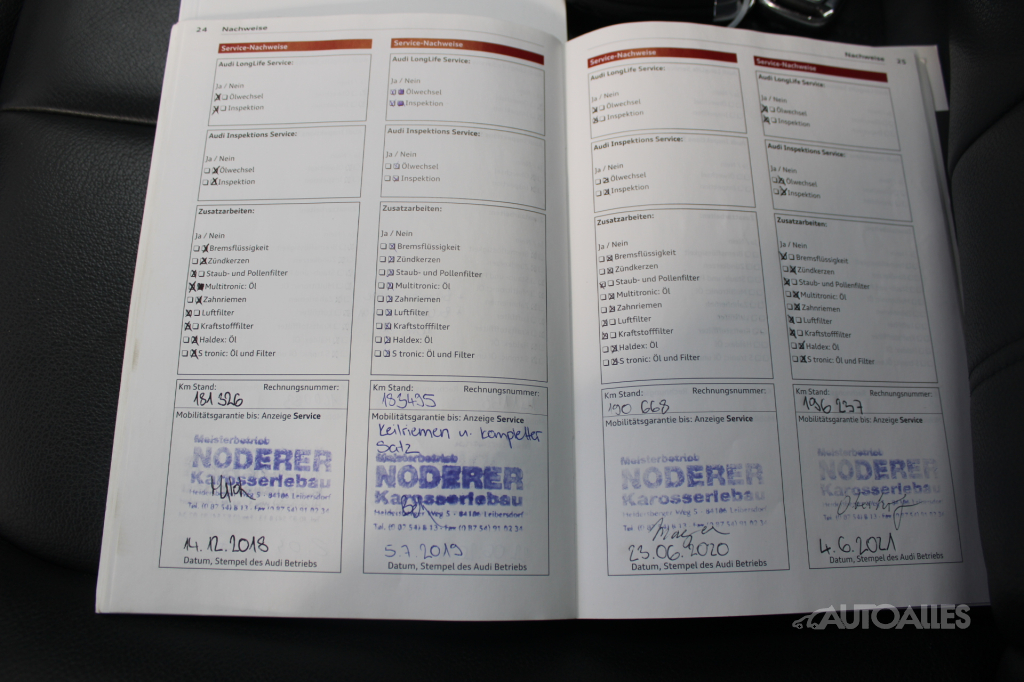 24 Nachweise
Service-Nachweise
Audi LongLife Service:
Ja / Nein
Ölwechsel
Inspektion
Audi Inspektions Service:
Ja / Nein
Ölwechsel
Inspektion
Zusatzarbeiten:
Ja / Nein
Bremsflüssigkeit
Zündkerzen
Staub- und Pollenfilter
Multitronic: Öl
Zahnriemen
Luftfilter
Kraftstofffilter
Haldex: Öl
S tronic: Öl und Filter
Km Stand: Rechnungsnummer:
181 326
Mobilitätsgarantie bis: Anzeige Service
Meisterbetrieb
NODERER
Karosseriebau
14.12.2018
Datum, Stempel des Audi Betriebs
Service-Nachweise
Audi LongLife Service:
Ja / Nein
Ölwechsel
Inspektion
Audi Inspektions Service:
Ja / Nein
Ölwechsel
Inspektion
Zusatzarbeiten:
Ja / Nein
Bremsflüssigkeit
Zündkerzen
Staub- und Pollenfilter
Multitronic: Öl
Zahnriemen
Luftfilter
Kraftstofffilter
Haldex: Öl
S tronic: Öl und Filter
Km Stand: Rechnungsnummer:
183495
Mobilitätsgarantie bis: Anzeige Service
Keilriemen u. kompletter
Satz
Meisterbetrieb
NODERER
Karosseriebau
5.7.2019
Datum, Stempel des Audi Betriebs
Nachweise 25
Service-Nachweise
Audi LongLife Service:
Ja / Nein
Ölwechsel
Inspektion
Audi Inspektions Service:
Ja / Nein
Ölwechsel
Inspektion
Zusatzarbeiten:
Ja / Nein
Bremsflüssigkeit
Zündkerzen
Staub- und Pollenfilter
Multitronic: Öl
Zahnriemen
Luftfilter
Kraftstofffilter
Haldex: Öl
S tronic: Öl und Filter
Km Stand: Rechnungsnummer:
190 668
Mobilitätsgarantie bis: Anzeige Service
Meisterbetrieb
NODERER
Karosseriebau
23.06.2020
Datum, Stempel des Audi Betriebs
Service-Nachweise
Audi LongLife Service:
Ja / Nein
Ölwechsel
Inspektion
Audi Inspektions Service:
Ja / Nein
Ölwechsel
Inspektion
Zusatzarbeiten:
Ja / Nein
Bremsflüssigkeit
Zündkerzen
Staub- und Pollenfilter
Multitronic: Öl
Zahnriemen
Luftfilter
Kraftstofffilter
Haldex: Öl
S tronic: Öl und Filter
Km Stand: Rechnungsnummer:
196 237
Mobilitätsgarantie bis: Anzeige Service
Meisterbetrieb
NODERER
Karosseriebau
4.6.2021
Datum, Stempel des Audi Betriebs
AUTOALLES